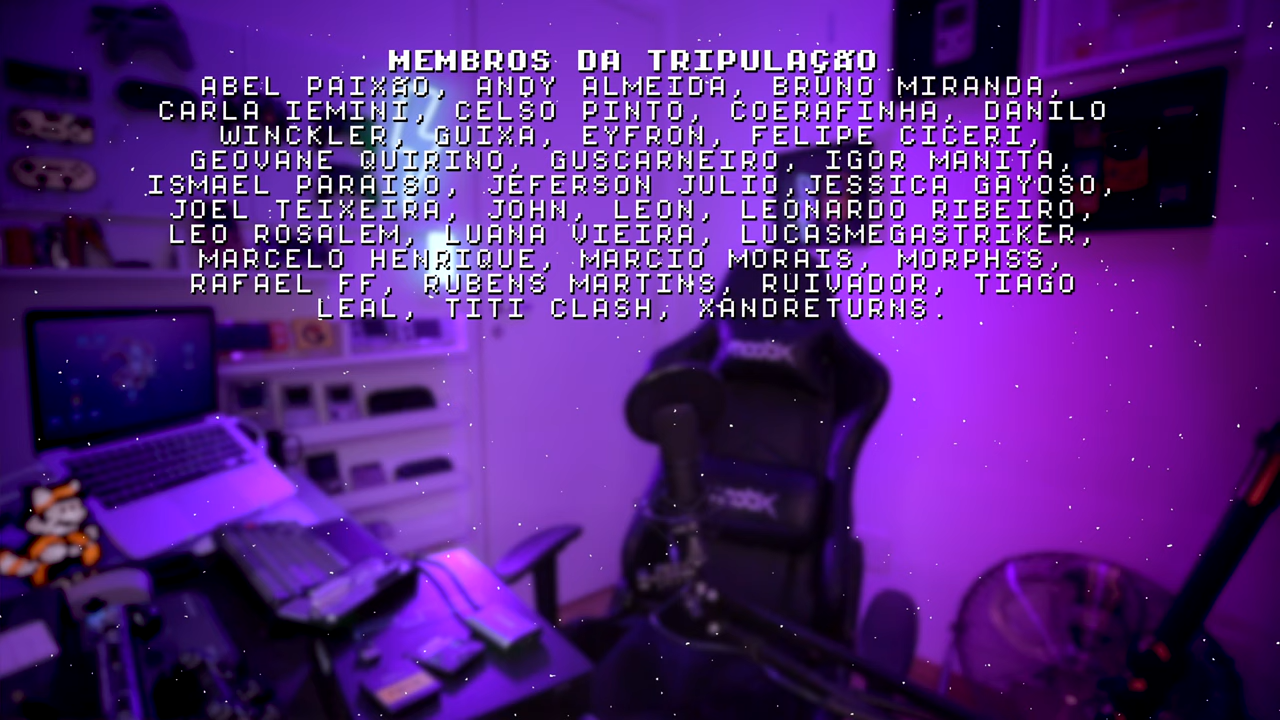 MEMBROS DA TRIPULAÇÃO
ABEL PAIXÃO, ANDY ALMEIDA, BRUNO MIRANDA,
CARLA IEMINI, CELSO PINTO, COERAFINHA, DANILO
WINCKLER, GUIXA, EYFRON, FELIPE CICERI,
GEOVANE QUIRINO, GUSCARNEIRO, IGOR MANITA,
ISMAEL PARAISO, JEFERSON JULIO,JESSICA GAYOSO,
JOEL TEIXEIRA, JOHN, LEON, LEONARDO RIBEIRO,
LEO ROSALEM, LUANA VIEIRA, LUCASMEGASTRIKER,
MARCELO HENRIQUE, MARCIO MORAIS, MORPHSS,
RAFAEL FF, RUBENS MARTINS, RUIVADOR, TIAGO
LEAL, TITI CLASH, XANDRETURNS.